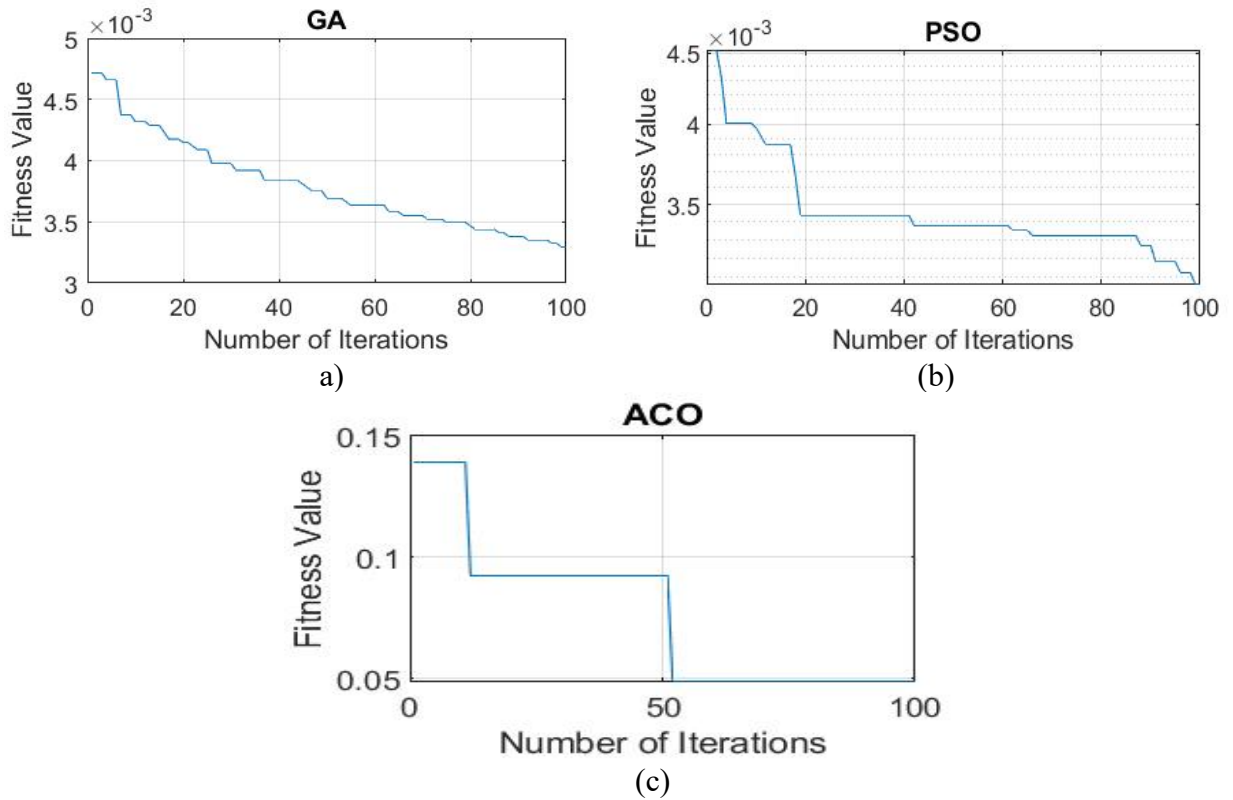 GA
×10⁻³
5
4.5
4
3.5
3
Fitness Value
0 20 40 60 80 100
Number of Iterations
a)
PSO
×10⁻³
4.5
4
3.5
Fitness Value
0 20 40 60 80 100
Number of Iterations
(b)
ACO
0.15
0.1
0.05
Fitness Value
0 50 100
Number of Iterations
(c)